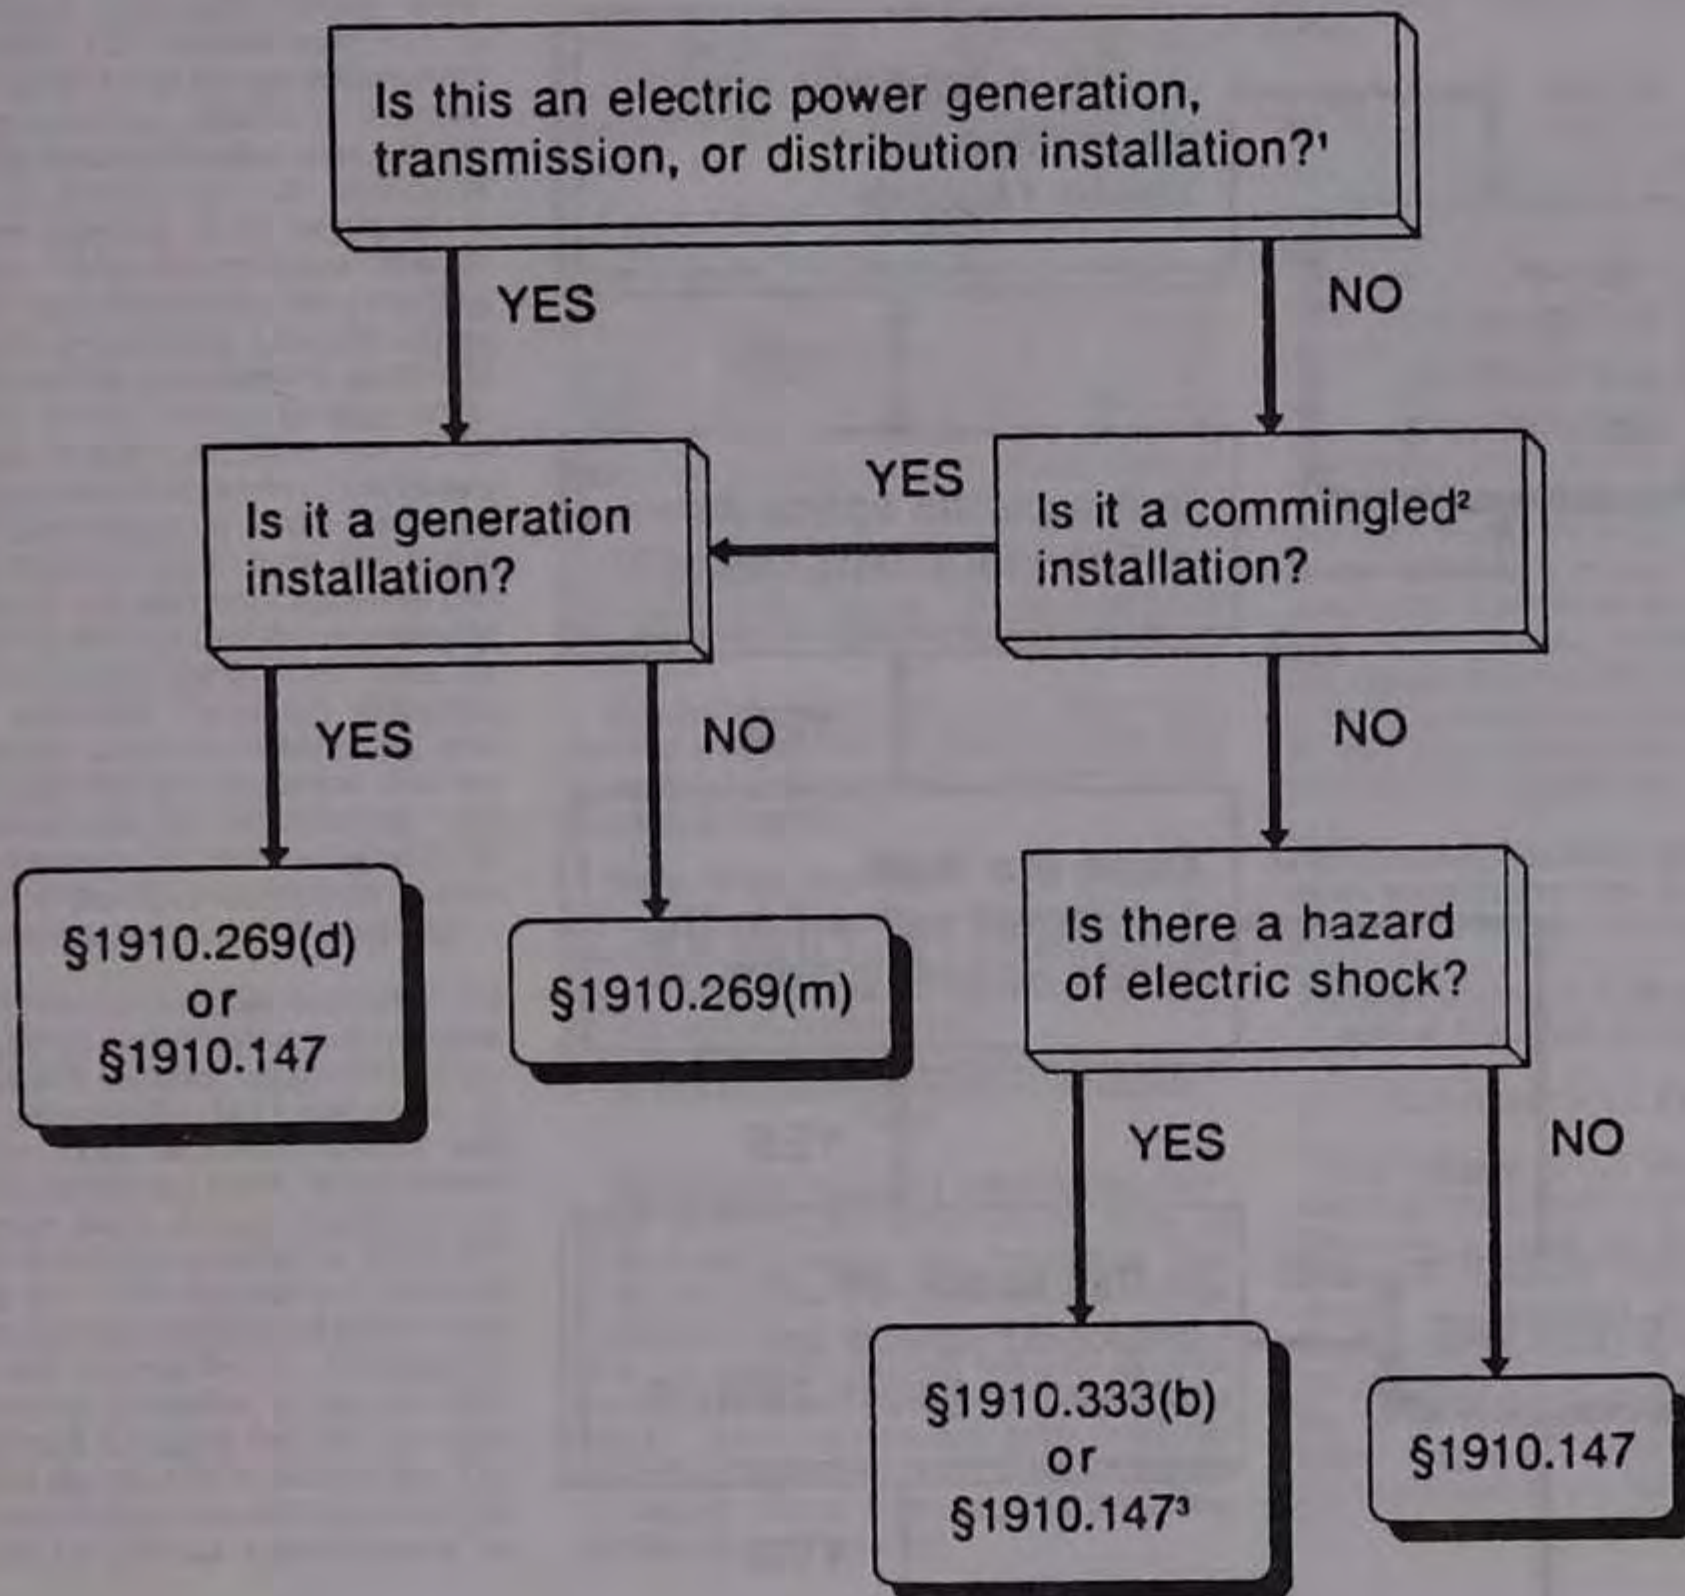 Is this an electric power generation,
transmission, or distribution installation?¹
YES
NO
Is it a generation
installation?
YES
Is it a commingled²
installation?
YES
NO
NO
§1910.269(d)
or
§1910.147
§1910.269(m)
Is there a hazard
of electric shock?
YES
NO
§1910.333(b)
or
§1910.147³
§1910.147